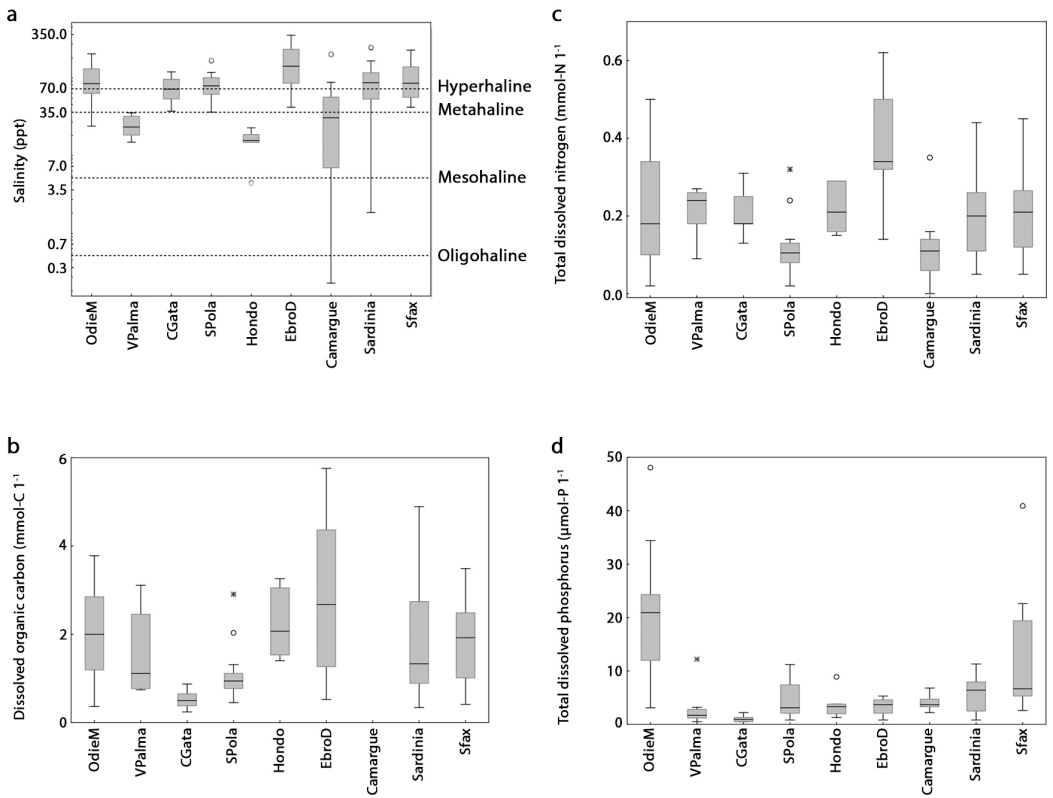 a
Salinity (ppt)
350.0
70.0
35.0
7.0
3.5
0.7
0.3
Hyperhaline
Metahaline
Mesohaline
Oligohaline
OdieM
VPalma
CGata
SPola
Hondo
EbroD
Camargue
Sardinia
Sfax
c
Total dissolved nitrogen (mmol-N 1-1
0.6
0.4
0.2
0.0
OdieM
VPalma
CGata
SPola
Hondo
EbroD
Camargue
Sardinia
Sfax
b
Dissolved organic carbon (mmol-C 1-1
6
4
2
0
OdieM
VPalma
CGata
SPola
Hondo
EbroD
Camargue
Sardinia
Sfax
d
Total dissolved phosphorus (µmol-P 1-1
50
40
30
20
10
0
OdieM
VPalma
CGata
SPola
Hondo
EbroD
Camargue
Sardinia
Sfax